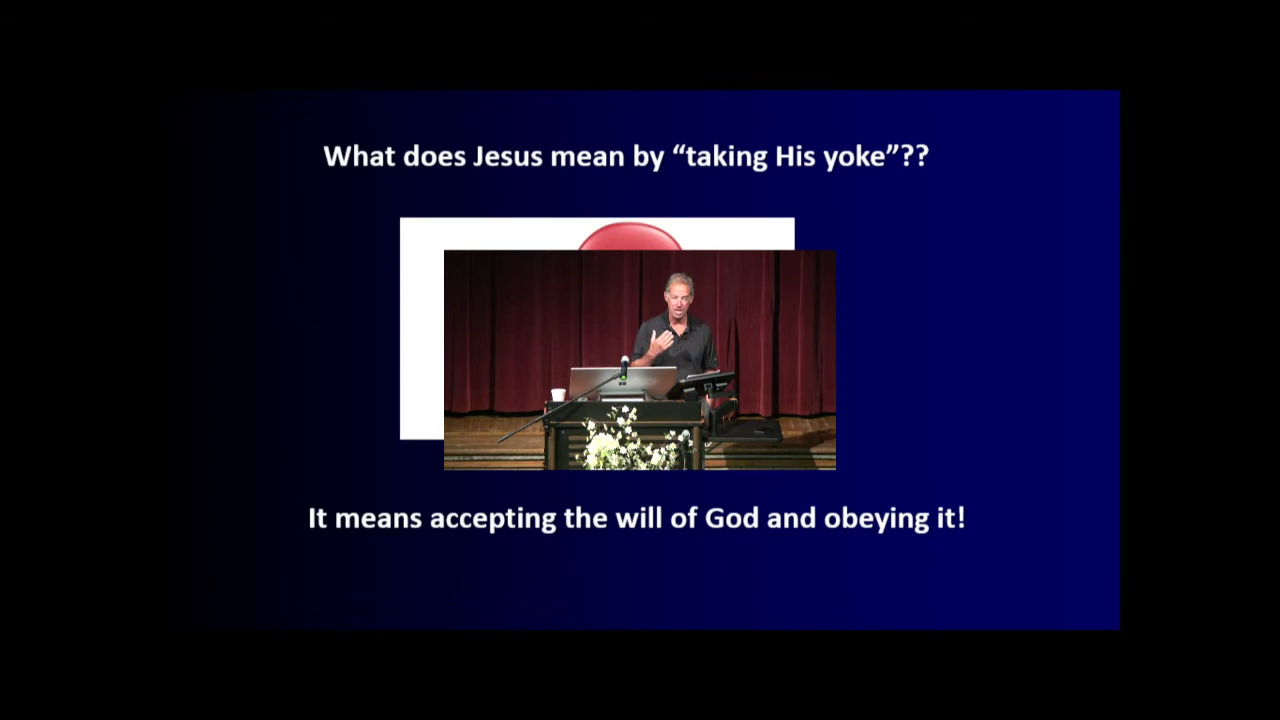 What does Jesus mean by “taking His yoke”??
It means accepting the will of God and obeying it!